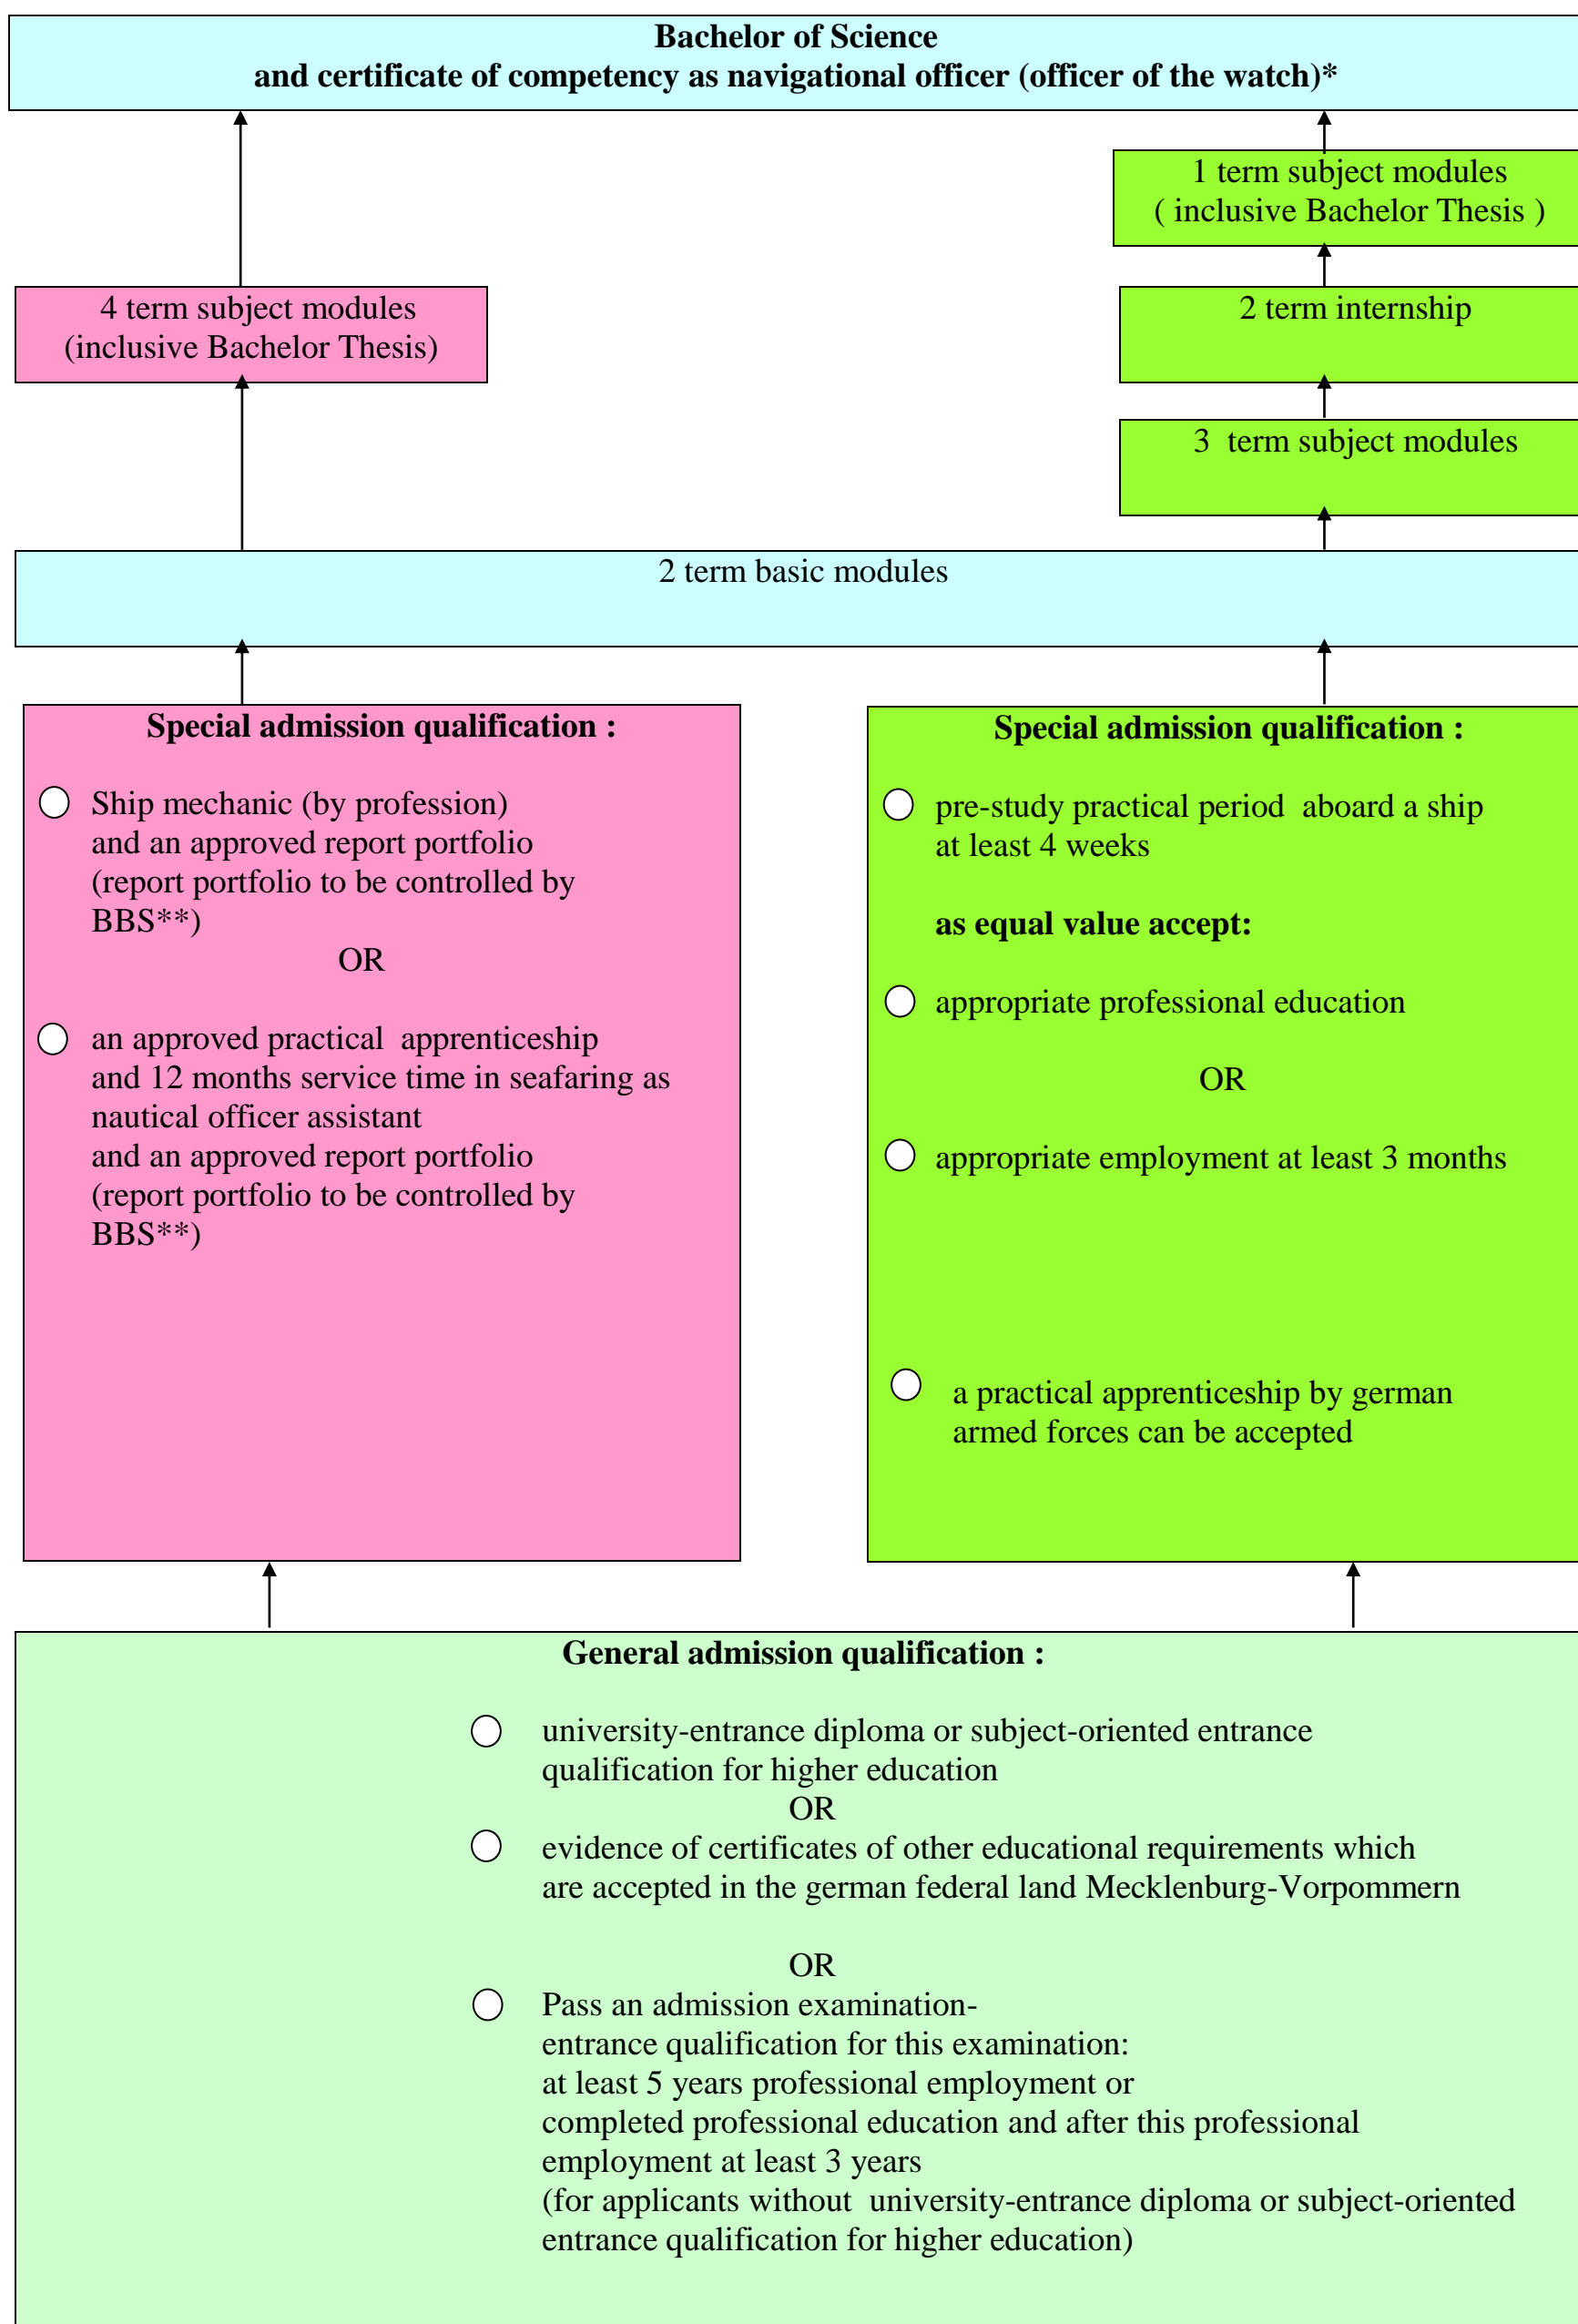 Bachelor of Science
and certificate of competency as navigational officer (officer of the watch)*
1 term subject modules
( inclusive Bachelor Thesis )
4 term subject modules
(inclusive Bachelor Thesis)
2 term internship
3 term subject modules
2 term basic modules
Special admission qualification :
Ship mechanic (by profession)
and an approved report portfolio
(report portfolio to be controlled by
BBS**)
OR
an approved practical apprenticeship
and 12 months service time in seafaring as
nautical officer assistant
and an approved report portfolio
(report portfolio to be controlled by
BBS**)
Special admission qualification :
pre-study practical period aboard a ship
at least 4 weeks
as equal value accept:
appropriate professional education
OR
appropriate employment at least 3 months
a practical apprenticeship by german
armed forces can be accepted
General admission qualification :
university-entrance diploma or subject-oriented entrance
qualification for higher education
OR
evidence of certificates of other educational requirements which
are accepted in the german federal land Mecklenburg-Vorpommern
OR
Pass an admission examination-
entrance qualification for this examination:
at least 5 years professional employment or
completed professional education and after this professional
employment at least 3 years
(for applicants without university-entrance diploma or subject-oriented
entrance qualification for higher education)